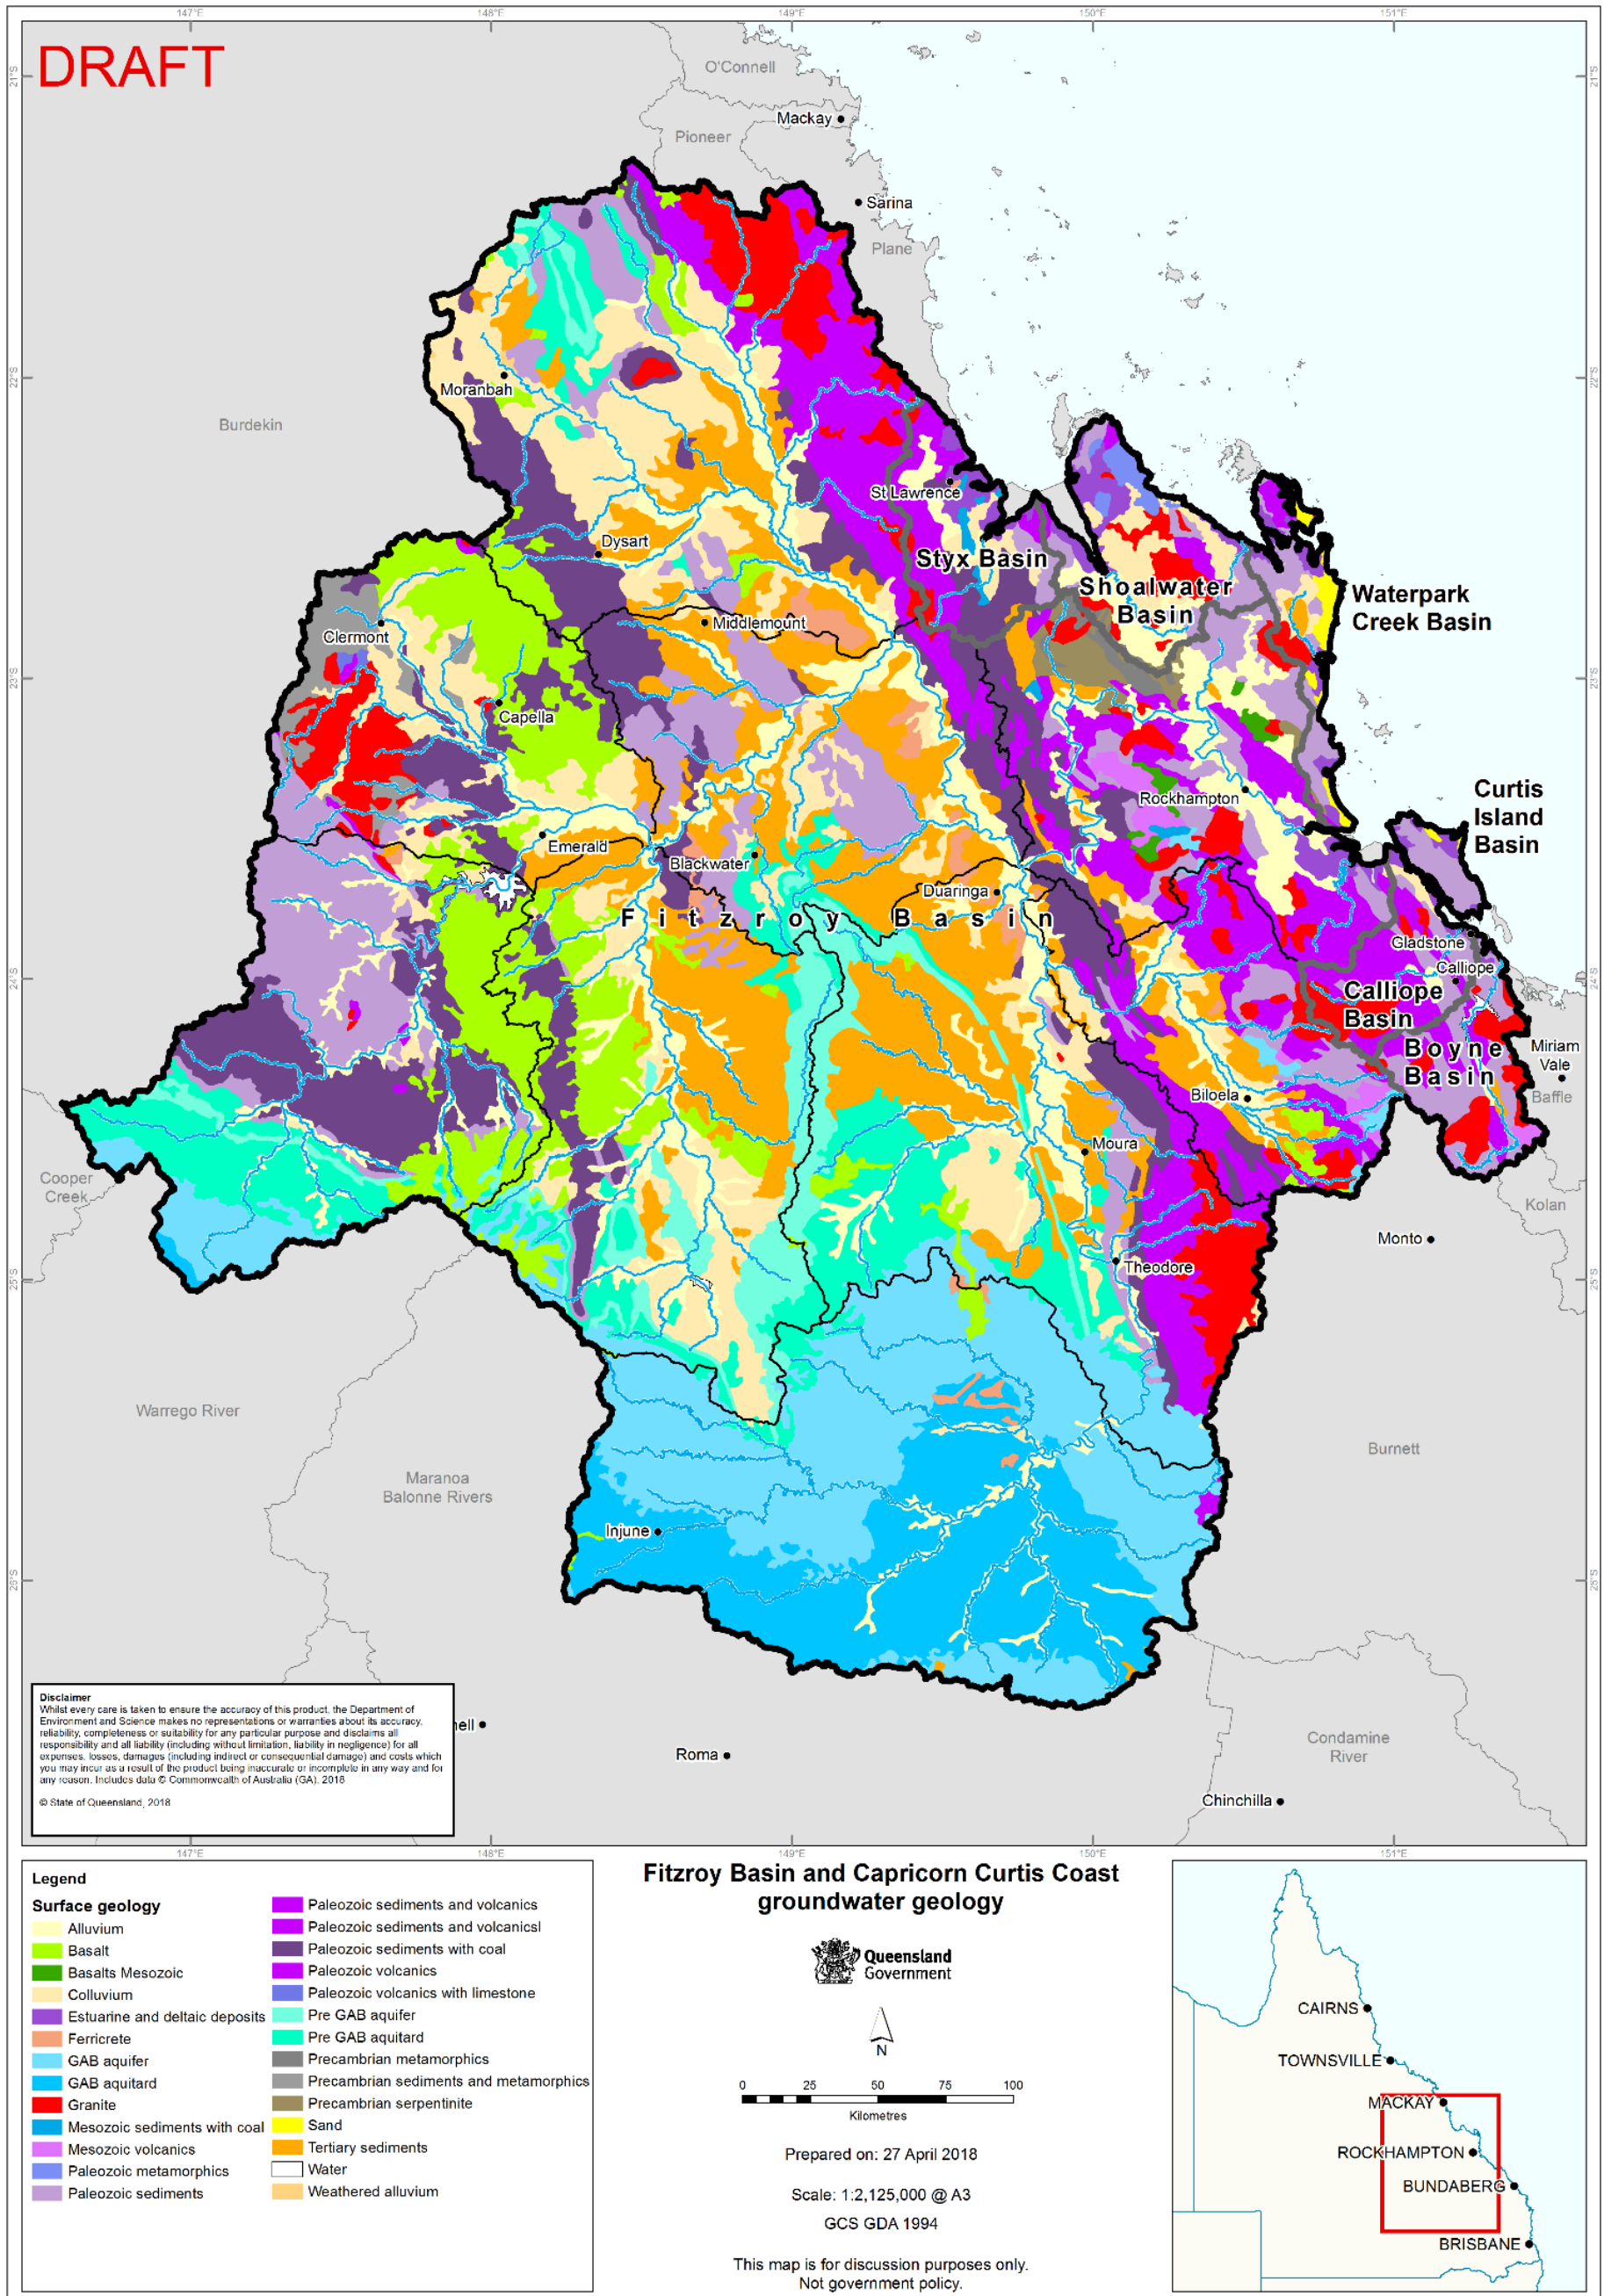 147°E
148°E
149°E
150°E
151°E
DRAFT
21°S
21°S
O'Connell
Mackay
Pioneer
Sarina
Plane
22°S
22°S
Moranbah
Burdekin
St Lawrence
Dysart
Styx Basin
Shoalwater
Basin
Waterpark
Creek Basin
Middlemount
Clermont
23°S
23°S
Capella
Rockhampton
Curtis
Island
Basin
Emerald
Blackwater
Duaringa
Fitzroy Basin
Gladstone
Calliope
24°S
24°S
Calliope
Basin
Boyne
Basin
Miriam
Vale
Biloela
Baffle
Moura
Cooper
Creek
Kolan
Monto
Theodore
25°S
25°S
Warrego River
Burnett
Maranoa
Balonne Rivers
Injune
26°S
26°S
Disclaimer
Whilst every care is taken to ensure the accuracy of this product, the Department of
Environment and Science makes no representations or warranties about its accuracy,
reliability, completeness or suitability for any particular purpose and disclaims all
responsibility and all liability (including without limitation, liability in negligence) for all
expenses, losses, damages (including indirect or consequential damage) and costs which
you may incur as a result of the product being inaccurate or incomplete in any way and for
any reason. Includes data © Commonwealth of Australia (GA), 2018
© State of Queensland, 2018
nell
Roma
Condamine
River
Chinchilla
147°E
148°E
149°E
150°E
151°E
Legend
Surface geology
Alluvium
Basalt
Basalts Mesozoic
Colluvium
Estuarine and deltaic deposits
Ferricrete
GAB aquifer
GAB aquitard
Granite
Mesozoic sediments with coal
Mesozoic volcanics
Paleozoic metamorphics
Paleozoic sediments
Paleozoic sediments and volcanics
Paleozoic sediments and volcanicsl
Paleozoic sediments with coal
Paleozoic volcanics
Paleozoic volcanics with limestone
Pre GAB aquifer
Pre GAB aquitard
Precambrian metamorphics
Precambrian sediments and metamorphics
Precambrian serpentinite
Sand
Tertiary sediments
Water
Weathered alluvium
Fitzroy Basin and Capricorn Curtis Coast
groundwater geology
Queensland
Government
N
0 25 50 75 100
Kilometres
Prepared on: 27 April 2018
Scale: 1:2,125,000 @ A3
GCS GDA 1994
This map is for discussion purposes only.
Not government policy.
CAIRNS
TOWNSVILLE
MACKAY
ROCKHAMPTON
BUNDABERG
BRISBANE